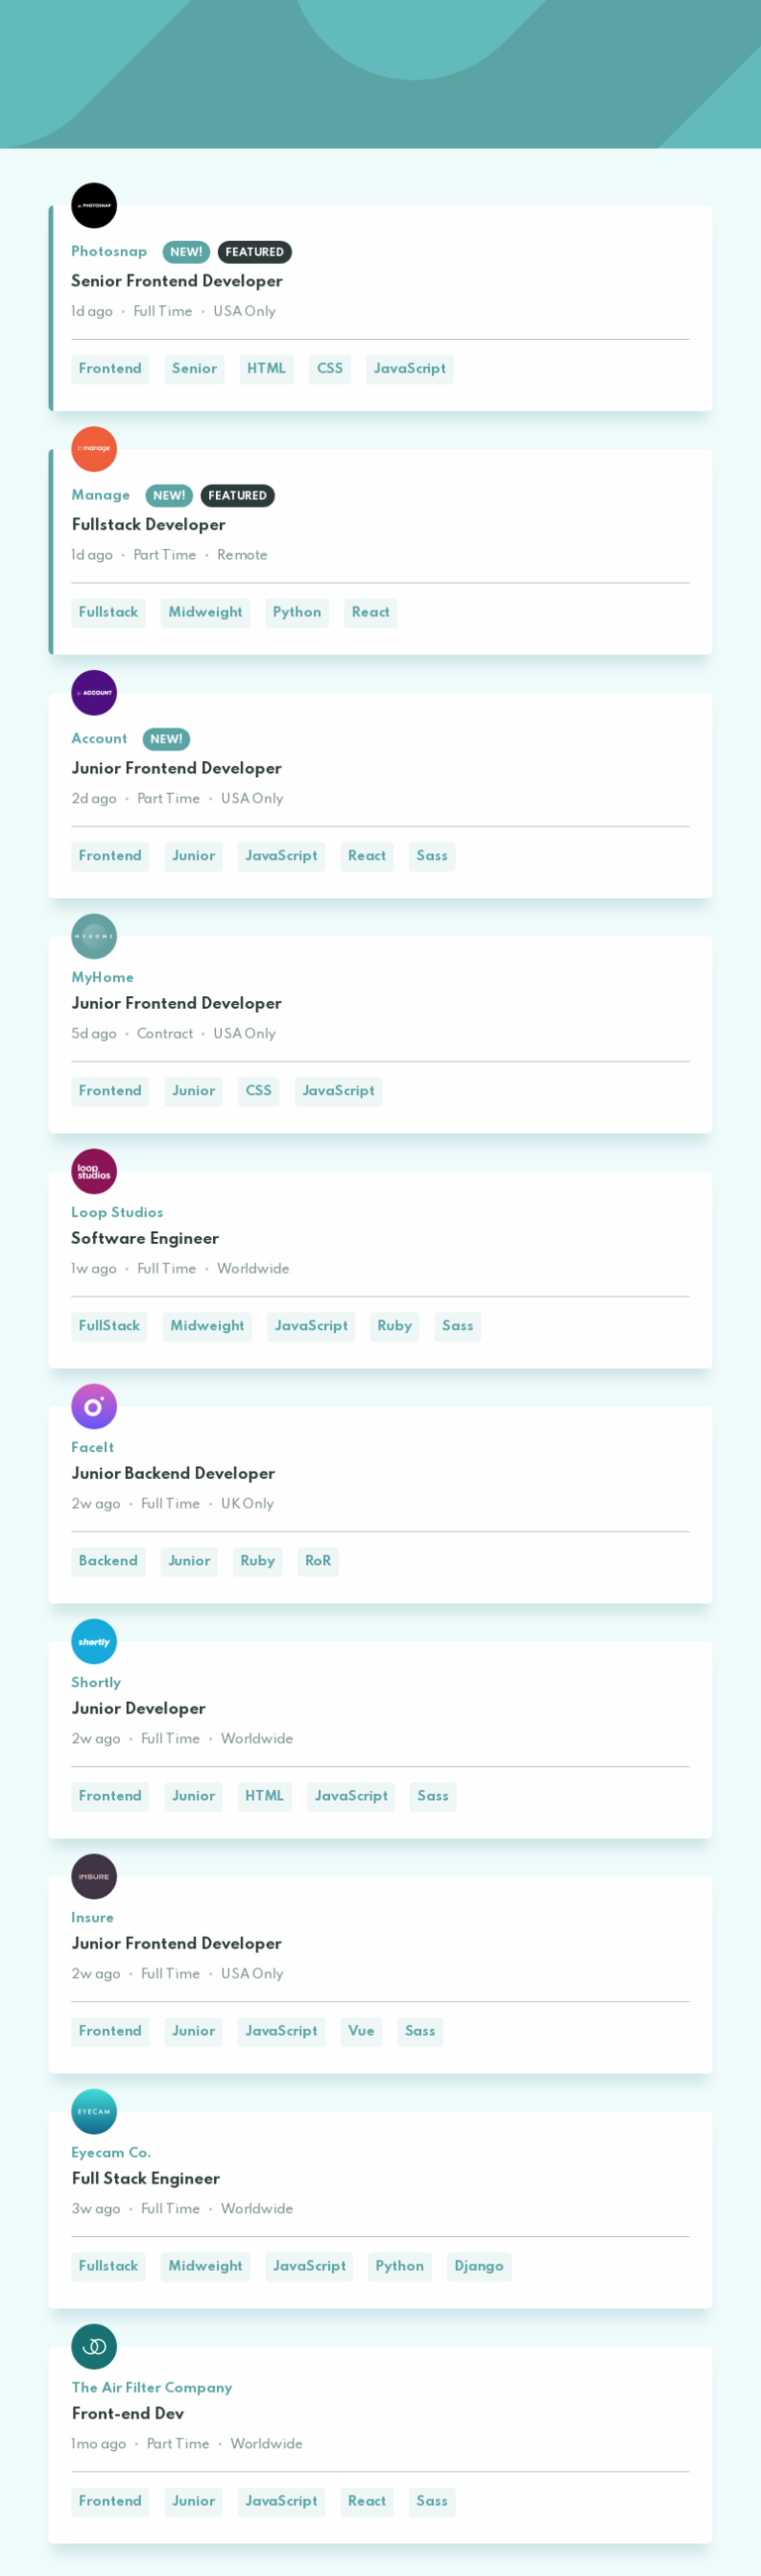 PHOTOSNAP
Photosnap NEW! FEATURED
Senior Frontend Developer
1d ago • Full Time • USA Only
Frontend Senior HTML CSS JavaScript
manage
Manage NEW! FEATURED
Fullstack Developer
1d ago • Part Time • Remote
Fullstack Midweight Python React
ACCOUNT
Account NEW!
Junior Frontend Developer
2d ago • Part Time • USA Only
Frontend Junior JavaScript React Sass
MYHOME
MyHome
Junior Frontend Developer
5d ago • Contract • USA Only
Frontend Junior CSS JavaScript
loop
studios
Loop Studios
Software Engineer
1w ago • Full Time • Worldwide
FullStack Midweight JavaScript Ruby Sass
FaceIt
Junior Backend Developer
2w ago • Full Time • UK Only
Backend Junior Ruby RoR
shortly
Shortly
Junior Developer
2w ago • Full Time • Worldwide
Frontend Junior HTML JavaScript Sass
INSURE
Insure
Junior Frontend Developer
2w ago • Full Time • USA Only
Frontend Junior JavaScript Vue Sass
EYECAM
Eyecam Co.
Full Stack Engineer
3w ago • Full Time • Worldwide
Fullstack Midweight JavaScript Python Django
The Air Filter Company
Front-end Dev
1mo ago • Part Time • Worldwide
Frontend Junior JavaScript React Sass